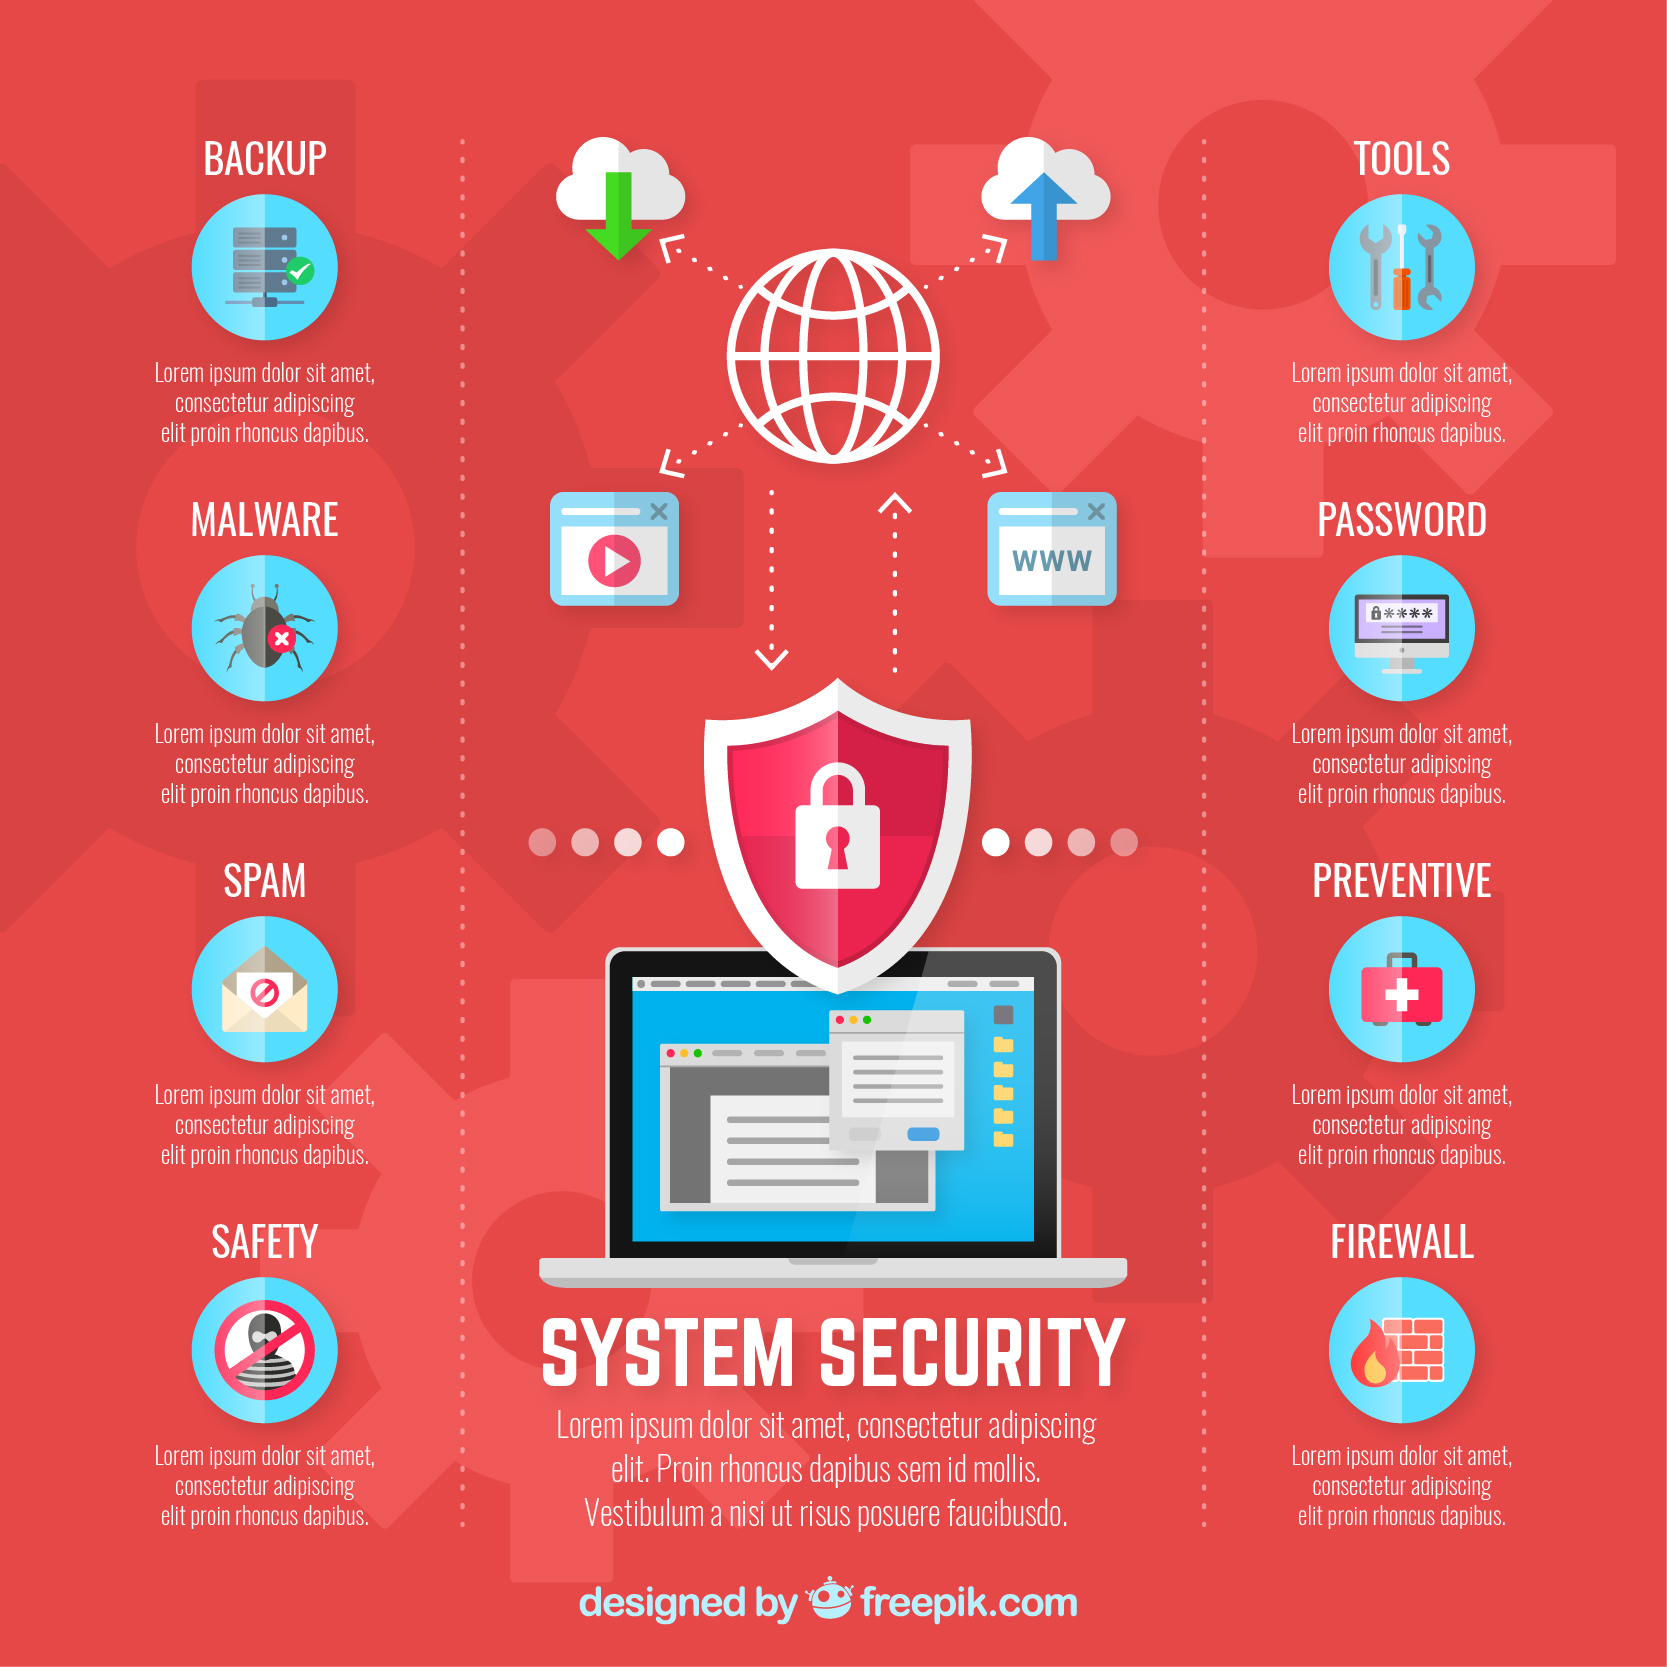 BACKUP
Lorem ipsum dolor sit amet,
consectetur adipiscing
elit proin rhoncus dapibus.
MALWARE
Lorem ipsum dolor sit amet,
consectetur adipiscing
elit proin rhoncus dapibus.
SPAM
Lorem ipsum dolor sit amet,
consectetur adipiscing
elit proin rhoncus dapibus.
SAFETY
Lorem ipsum dolor sit amet,
consectetur adipiscing
elit proin rhoncus dapibus.
WWW
SYSTEM SECURITY
Lorem ipsum dolor sit amet, consectetur adipiscing
elit. Proin rhoncus dapibus sem id mollis.
Vestibulum a nisi ut risus posuere faucibusdo.
TOOLS
Lorem ipsum dolor sit amet,
consectetur adipiscing
elit proin rhoncus dapibus.
PASSWORD
****
Lorem ipsum dolor sit amet,
consectetur adipiscing
elit proin rhoncus dapibus.
PREVENTIVE
Lorem ipsum dolor sit amet,
consectetur adipiscing
elit proin rhoncus dapibus.
FIREWALL
Lorem ipsum dolor sit amet,
consectetur adipiscing
elit proin rhoncus dapibus.
designed by freepik.com